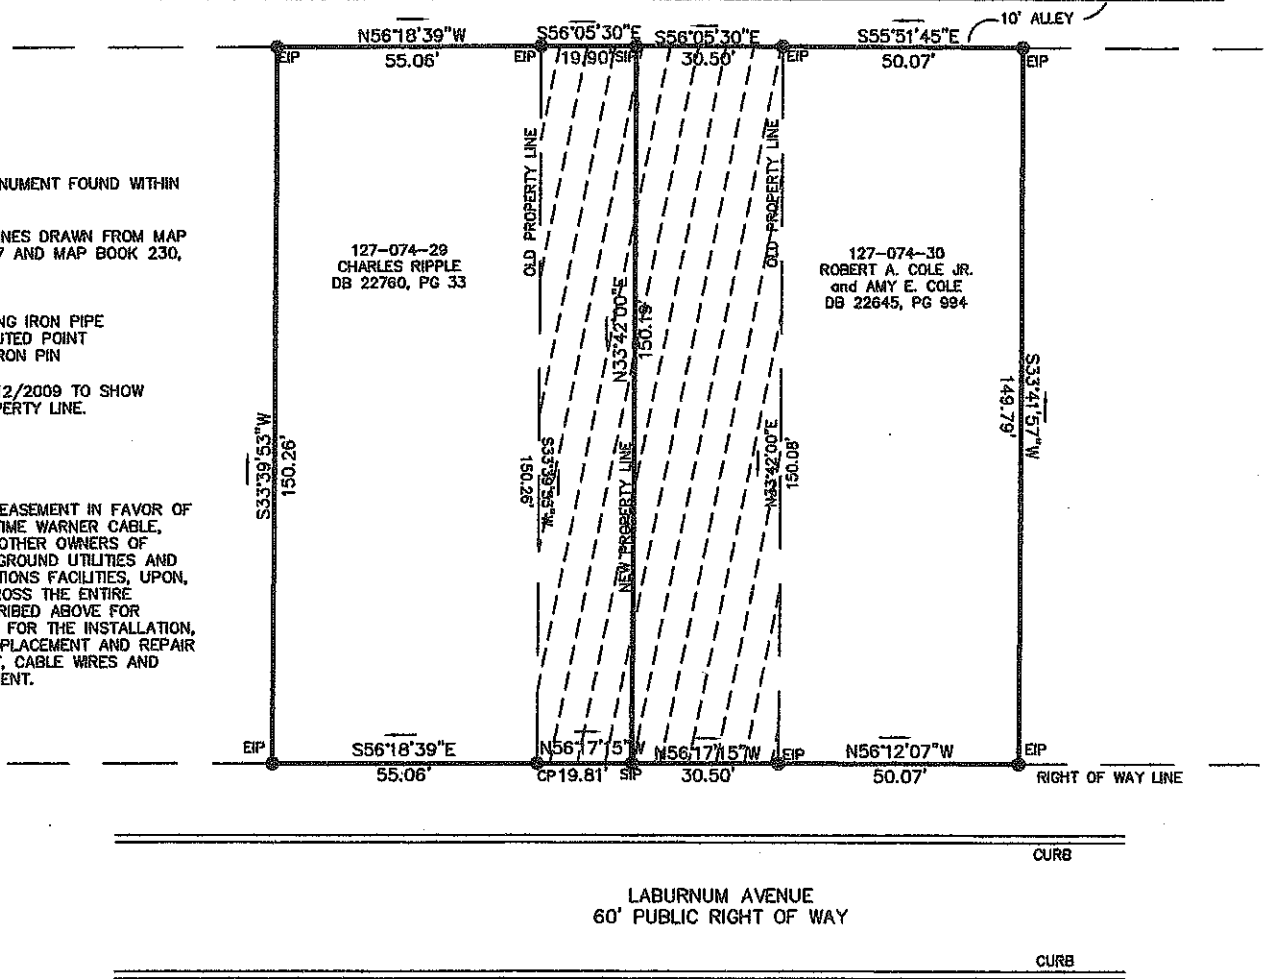 10' ALLEY
N56°18'39"W
S56°05'30"E
S56°05'30"E
S55°51'45"E
EIP
55.06'
EIP
19.90'
SIP
30.50'
EIP
50.07'
EIP
NUMENT FOUND WITHIN
NES DRAWN FROM MAP
7 AND MAP BOOK 230,
NG IRON PIPE
UTED POINT
RON PIN
2/2009 TO SHOW
PERTY LINE.
EASEMENT IN FAVOR OF
TIME WARNER CABLE,
OTHER OWNERS OF
GROUND UTILITIES AND
TIONS FACILITIES, UPON,
ROSS THE ENTIRE
RIBED ABOVE FOR
FOR THE INSTALLATION,
PLACEMENT AND REPAIR
, CABLE WIRES AND
ENT.
S33°39'53"W
150.26'
127-074-29
CHARLES RIPPLE
DB 22760, PG 33
OLD PROPERTY LINE
S33°39'53"W
150.26'
N33°42'00"E
150.19'
NEW PROPERTY LINE
OLD PROPERTY LINE
N33°42'00"E
150.08'
127-074-30
ROBERT A. COLE JR.
and AMY E. COLE
DB 22645, PG 994
S33°41'57"W
149.79'
EIP
S56°18'39"E
N56°17'15"W
N56°17'15"W
EIP
N56°12'07"W
EIP
55.06'
CP
19.81'
SIP
30.50'
50.07'
RIGHT OF WAY LINE
CURB
LABURNUM AVENUE
60' PUBLIC RIGHT OF WAY
CURB